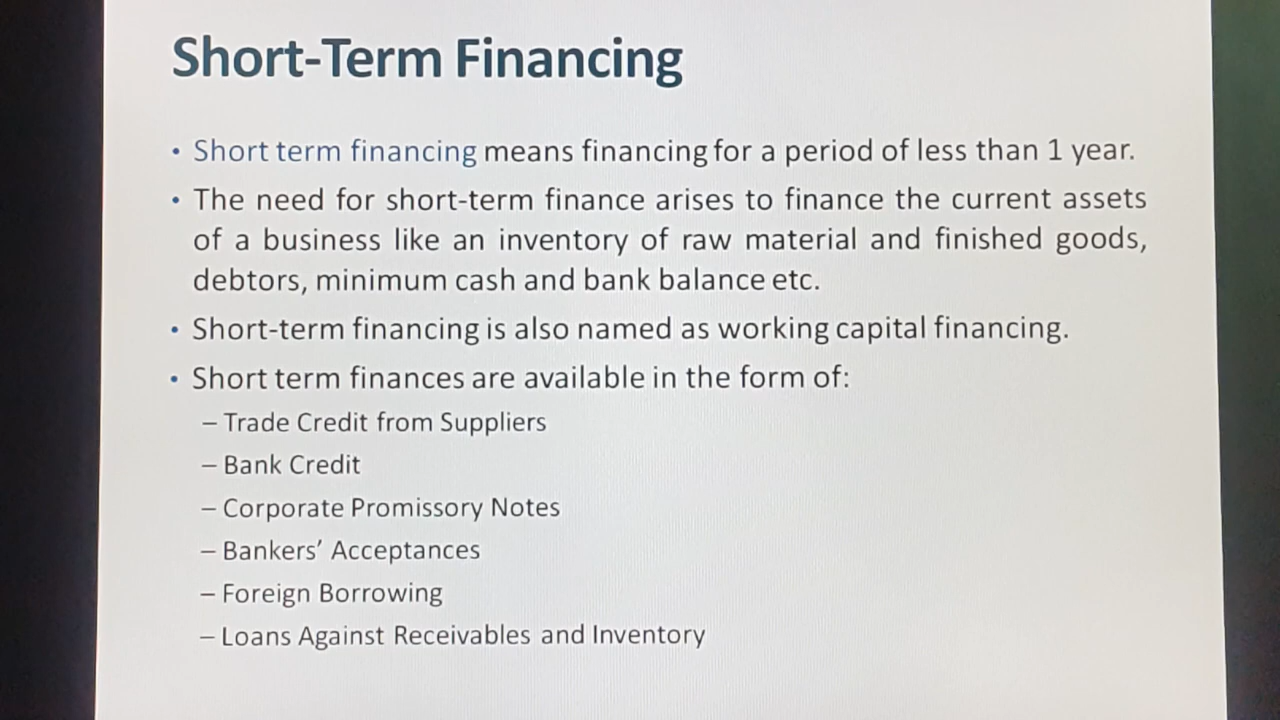 Short-Term Financing
• Short term financing means financing for a period of less than 1 year.
• The need for short-term finance arises to finance the current assets
of a business like an inventory of raw material and finished goods,
debtors, minimum cash and bank balance etc.
• Short-term financing is also named as working capital financing.
• Short term finances are available in the form of:
– Trade Credit from Suppliers
– Bank Credit
– Corporate Promissory Notes
– Bankers’ Acceptances
– Foreign Borrowing
– Loans Against Receivables and Inventory